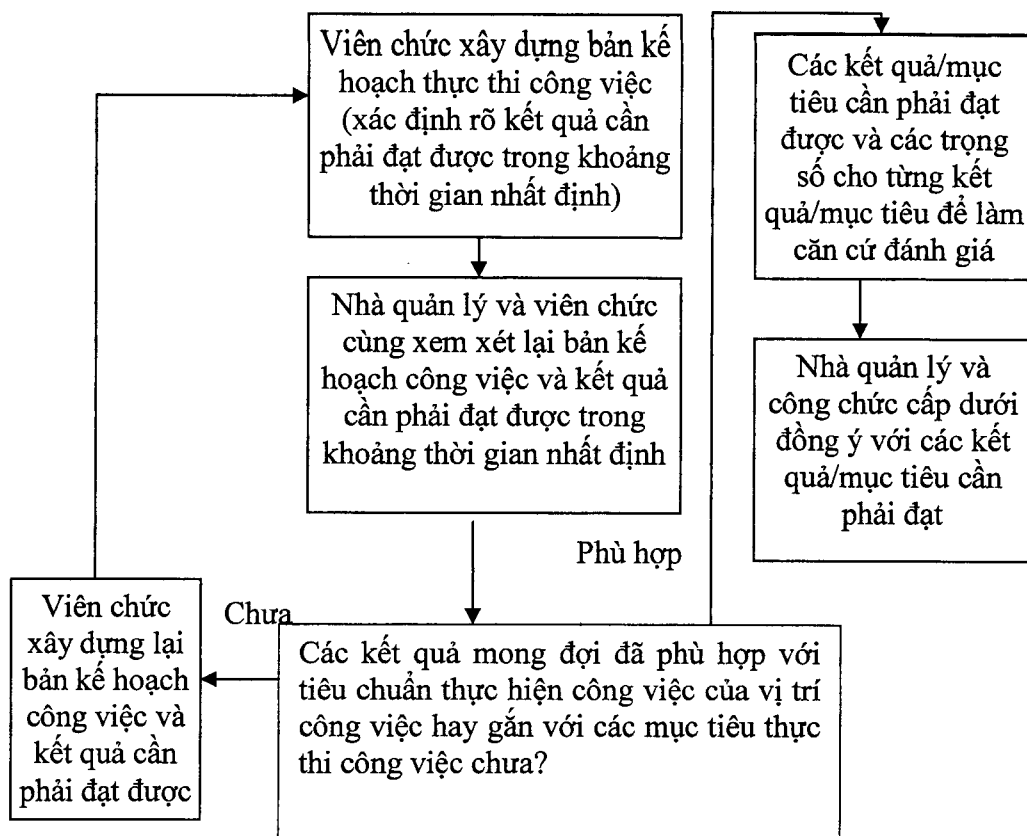 Viên chức xây dựng bản kế
hoạch thực thi công việc
(xác định rõ kết quả cần
phải đạt được trong khoảng
thời gian nhất định)
Nhà quản lý và viên chức
cùng xem xét lại bản kế
hoạch công việc và kết quả
cần phải đạt được trong
khoảng thời gian nhất định
Phù hợp
Chưa
Các kết quả mong đợi đã phù hợp với
tiêu chuẩn thực hiện công việc của vị trí
công việc hay gắn với các mục tiêu thực
thi công việc chưa?
Viên chức
xây dựng lại
bản kế hoạch
công việc và
kết quả cần
phải đạt được
Các kết quả/mục
tiêu cần phải đạt
được và các trọng
số cho từng kết
quả/mục tiêu để làm
căn cứ đánh giá
Nhà quản lý và
công chức cấp dưới
đồng ý với các kết
quả/mục tiêu cần
phải đạt